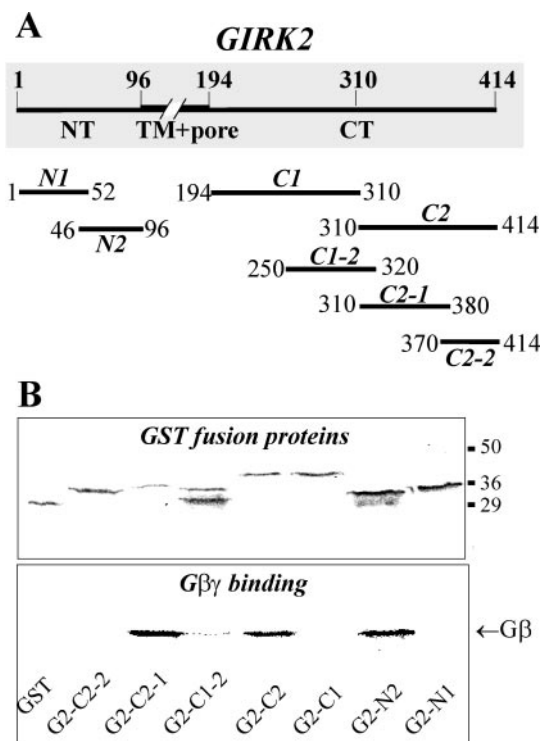 A
GIRK2
1 96 194 310 414
NT TM+pore CT
1 N1 52 194 C1 310
46 N2 96 310 C2 414
250 C1-2 320
310 C2-1 380
370 C2-2 414
B
GST fusion proteins
50
36
29
Gβγ binding
←Gβ
GST G2-C2-2 G2-C2-1 G2-C1-2 G2-C2 G2-C1 G2-N2 G2-N1